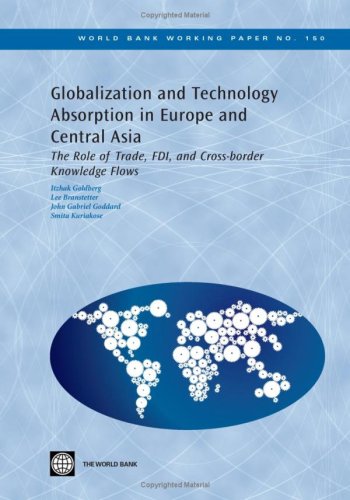 [Copyrighted Material]
WORLD BANK WORKING PAPER NO. 150
Globalization and Technology
Absorption in Europe and
Central Asia
The Role of Trade, FDI, and Cross-border
Knowledge Flows
Itzhak Goldberg
Lee Branstetter
John Gabriel Goddard
Smita Kuriakose
THE WORLD BANK
[Copyrighted Material]